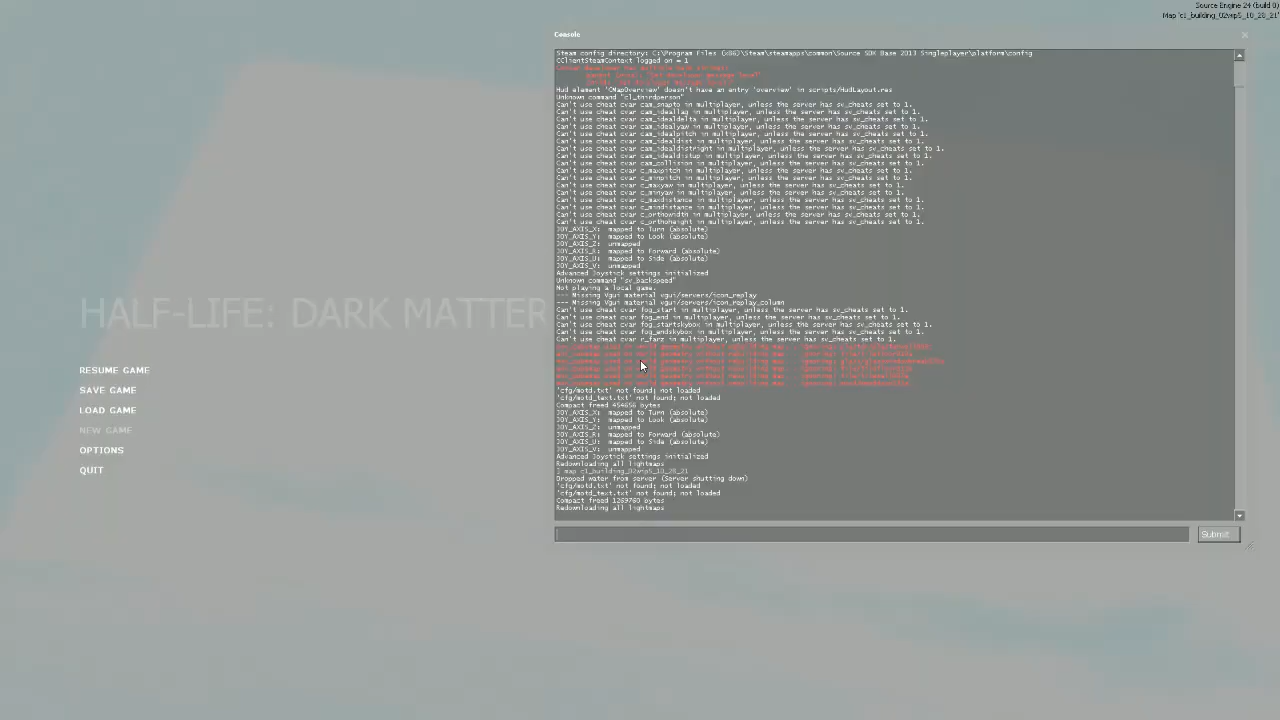 Source Engine 24 (build 0)
Map 'c1_building_02wip5_10_28_21'
Console
Steam config directory: C:\Program Files (x86)\Steam\steamapps\common\Source SDK Base 2013 Singleplayer\platform\config
CClientSteamContext logged on = 1
Hud element 'CMapOverview' doesn't have an entry 'overview' in scripts/HudLayout.res
Unknown command "cl_thirdperson"
Can't use cheat cvar cam_snapto in multiplayer, unless the server has sv_cheats set to 1.
Can't use cheat cvar cam_ideallag in multiplayer, unless the server has sv_cheats set to 1.
Can't use cheat cvar cam_idealdelta in multiplayer, unless the server has sv_cheats set to 1.
Can't use cheat cvar cam_idealyaw in multiplayer, unless the server has sv_cheats set to 1.
Can't use cheat cvar cam_idealpitch in multiplayer, unless the server has sv_cheats set to 1.
Can't use cheat cvar cam_idealdist in multiplayer, unless the server has sv_cheats set to 1.
Can't use cheat cvar cam_idealdistright in multiplayer, unless the server has sv_cheats set to 1.
Can't use cheat cvar cam_idealdistup in multiplayer, unless the server has sv_cheats set to 1.
Can't use cheat cvar cam_collision in multiplayer, unless the server has sv_cheats set to 1.
Can't use cheat cvar c_maxpitch in multiplayer, unless the server has sv_cheats set to 1.
Can't use cheat cvar c_minpitch in multiplayer, unless the server has sv_cheats set to 1.
Can't use cheat cvar c_maxyaw in multiplayer, unless the server has sv_cheats set to 1.
Can't use cheat cvar c_minyaw in multiplayer, unless the server has sv_cheats set to 1.
Can't use cheat cvar c_maxdistance in multiplayer, unless the server has sv_cheats set to 1.
Can't use cheat cvar c_mindistance in multiplayer, unless the server has sv_cheats set to 1.
Can't use cheat cvar c_orthowidth in multiplayer, unless the server has sv_cheats set to 1.
Can't use cheat cvar c_orthoheight in multiplayer, unless the server has sv_cheats set to 1.
JOY_AXIS_X: mapped to Turn (absolute)
JOY_AXIS_Y: mapped to Look (absolute)
JOY_AXIS_Z: unmapped
JOY_AXIS_R: mapped to Forward (absolute)
JOY_AXIS_U: mapped to Side (absolute)
JOY_AXIS_V: unmapped
Advanced Joystick settings initialized
Unknown command "sv_backspeed"
Not playing a local game.
--- Missing Vgui material vgui/servers/icon_replay
--- Missing Vgui material vgui/servers/icon_replay_column
Can't use cheat cvar fog_start in multiplayer, unless the server has sv_cheats set to 1.
Can't use cheat cvar fog_end in multiplayer, unless the server has sv_cheats set to 1.
Can't use cheat cvar fog_startskybox in multiplayer, unless the server has sv_cheats set to 1.
Can't use cheat cvar fog_endskybox in multiplayer, unless the server has sv_cheats set to 1.
Can't use cheat cvar r_farz in multiplayer, unless the server has sv_cheats set to 1.
'cfg/motd.txt' not found; not loaded
'cfg/motd_text.txt' not found; not loaded
Compact freed 454656 bytes
JOY_AXIS_X: mapped to Turn (absolute)
JOY_AXIS_Y: mapped to Look (absolute)
JOY_AXIS_Z: unmapped
JOY_AXIS_R: mapped to Forward (absolute)
JOY_AXIS_U: mapped to Side (absolute)
JOY_AXIS_V: unmapped
Advanced Joystick settings initialized
Redownloading all lightmaps
] map c1_building_02wip5_10_28_21
Dropped water from server (Server shutting down)
'cfg/motd.txt' not found; not loaded
'cfg/motd_text.txt' not found; not loaded
Compact freed 1269760 bytes
Redownloading all lightmaps
Submit
HALF-LIFE: DARK MATTER
RESUME GAME
SAVE GAME
LOAD GAME
NEW GAME
OPTIONS
QUIT